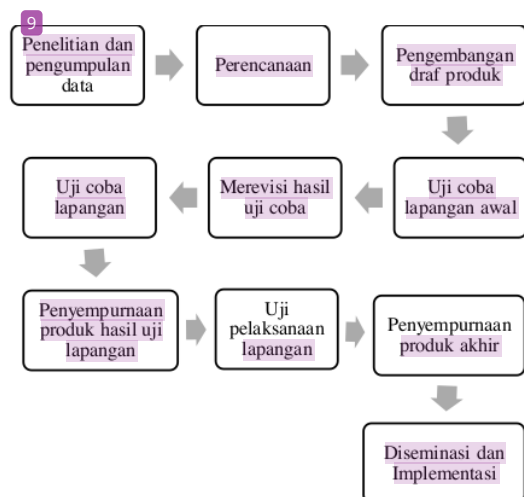 9
Penelitian dan
pengumpulan
data
Perencanaan
Pengembangan
draf produk
Uji coba
lapangan awal
Merevisi hasil
uji coba
Uji coba
lapangan
Penyempurnaan
produk hasil uji
lapangan
Uji
pelaksanaan
lapangan
Penyempurnaan
produk akhir
Diseminasi dan
Implementasi